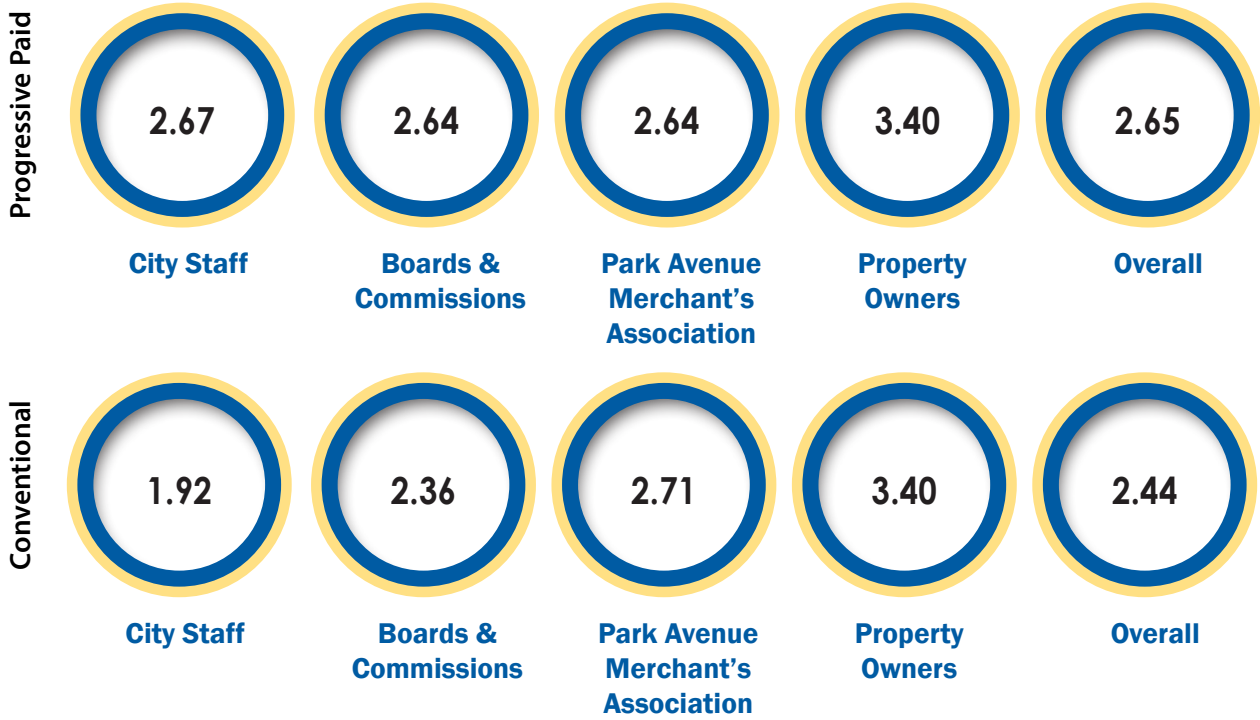 Progressive Paid
2.67
2.64
2.64
3.40
2.65
City Staff
Boards &
Commissions
Park Avenue
Merchant's
Association
Property
Owners
Overall
Conventional
1.92
2.36
2.71
3.40
2.44
City Staff
Boards &
Commissions
Park Avenue
Merchant's
Association
Property
Owners
Overall